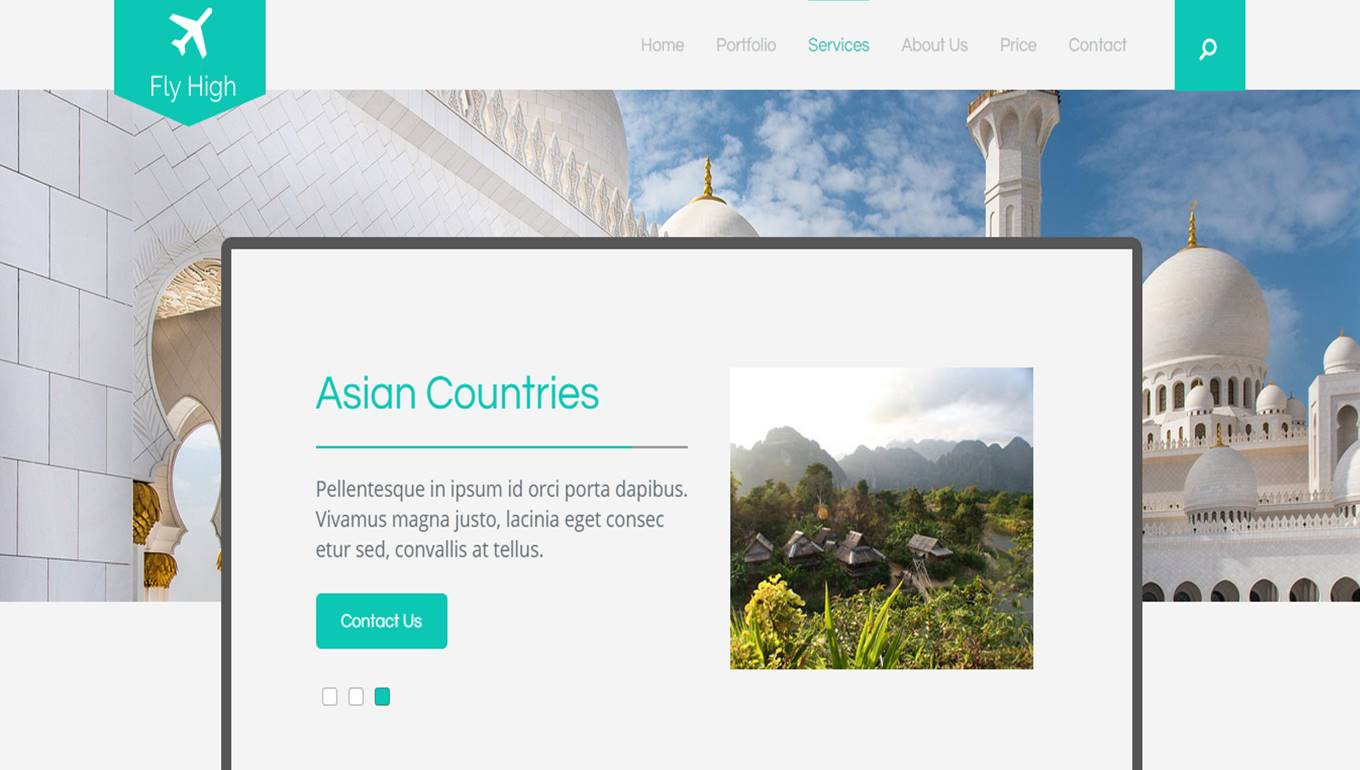 Fly High
Home Portfolio Services About Us Price Contact
Asian Countries
Pellentesque in ipsum id orci porta dapibus.
Vivamus magna justo, lacinia eget consec
etur sed, convallis at tellus.
Contact Us